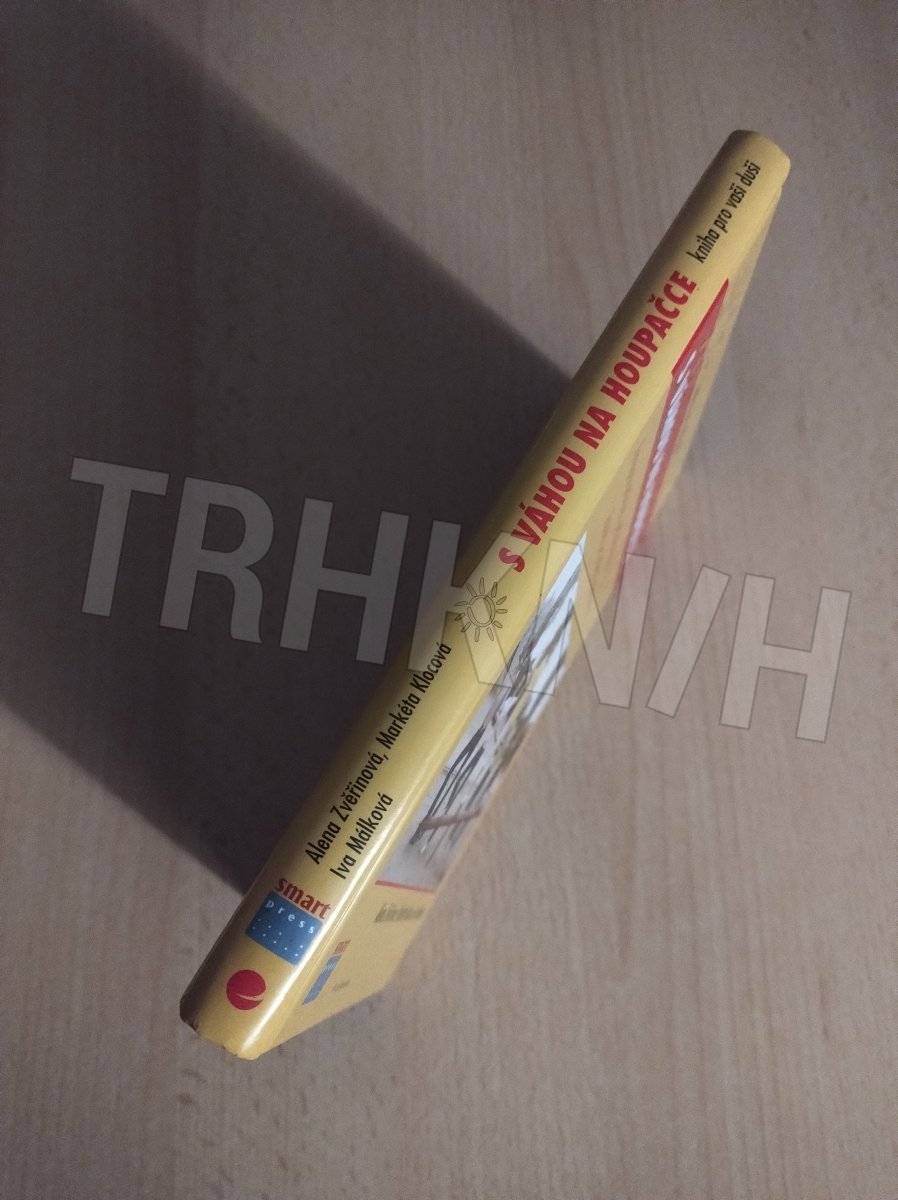 Alena Zvěřinová, Markéta Klocová
Iva Málková
S VÁHOU NA HOUPAČCE
kniha pro vaši duši
smart
press
TRHKNIH